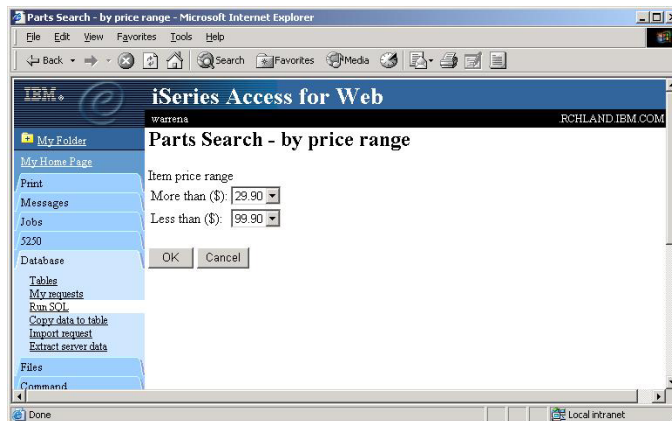 Parts Search - by price range - Microsoft Internet Explorer
File Edit View Favorites Tools Help
Back Search Favorites Media
IBM
iSeries Access for Web
warrena .RCHLAND.IBM.COM
My Folder
Parts Search - by price range
My Home Page
Item price range
Print
More than ($): 29.90
Messages
Less than ($): 99.90
Jobs
5250
OK Cancel
Database
Tables
My requests
Run SQL
Copy data to table
Import request
Extract server data
Files
Command
Done Local intranet